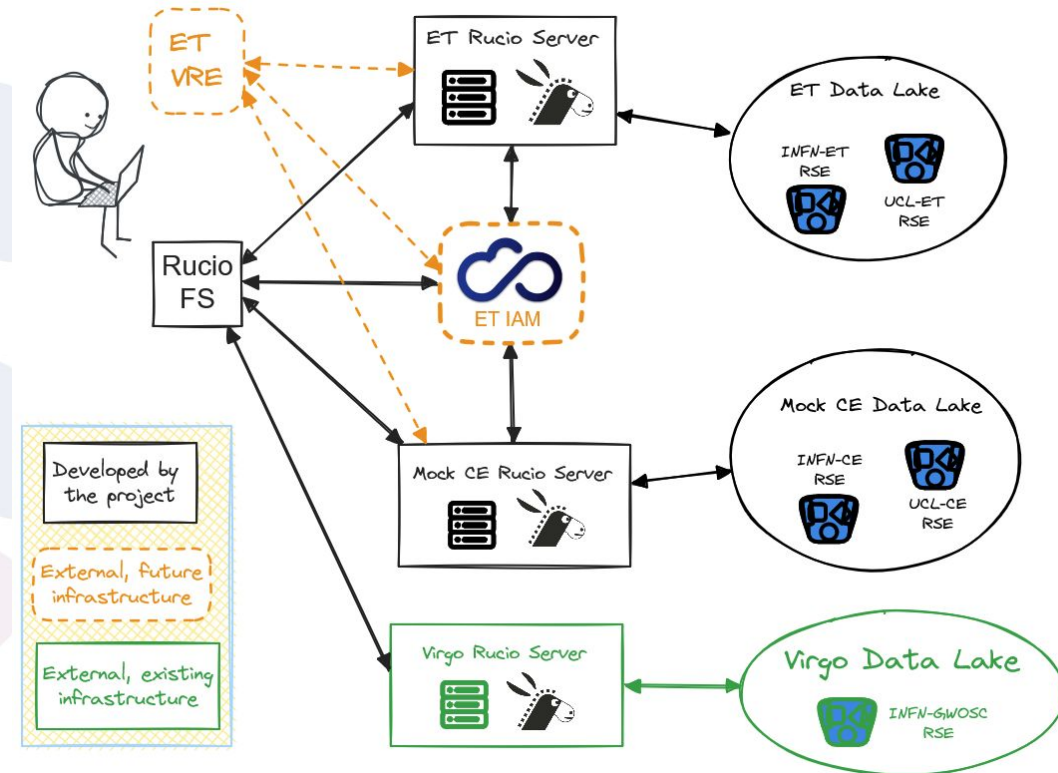 ET
VRE
ET Rucio Server
ET Data Lake
INFN-ET
RSE
UCL-ET
RSE
Rucio
FS
ET IAM
Mock CE Data Lake
INFN-CE
RSE
UCL-CE
RSE
Mock CE Rucio Server
Developed by
the project
External, future
infrastructure
External, existing
infrastructure
Virgo Rucio Server
Virgo Data Lake
INFN-GWOSC
RSE